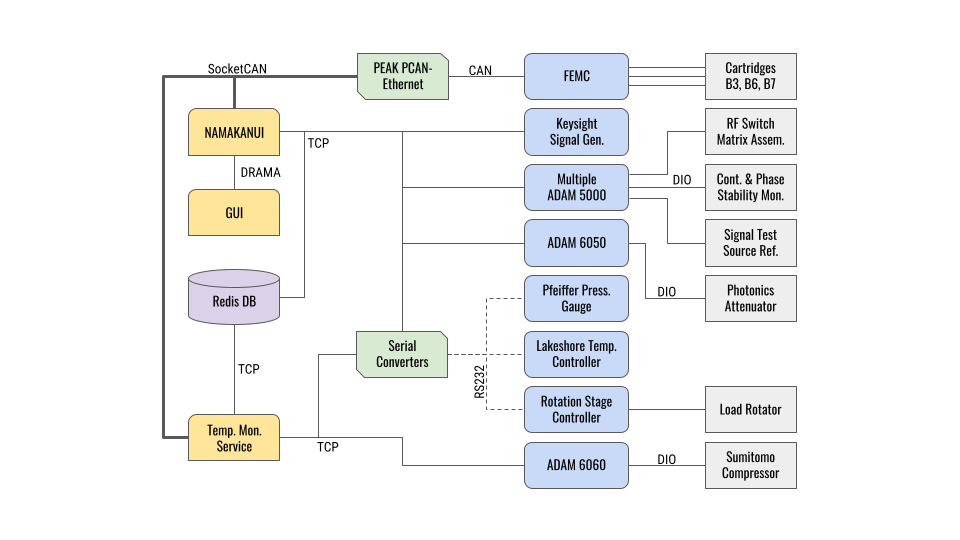 SocketCAN
PEAK PCAN-
Ethernet
CAN
FEMC
Cartridges
B3, B6, B7
NAMAKANUI
TCP
Keysight
Signal Gen.
RF Switch
Matrix Assem.
DRAMA
Multiple
ADAM 5000
DIO
Cont. & Phase
Stability Mon.
GUI
ADAM 6050
Signal Test
Source Ref.
Redis DB
Pfeiffer Press.
Gauge
DIO
Photonics
Attenuator
Serial
Converters
Lakeshore Temp.
Controller
TCP
RS232
Rotation Stage
Controller
Load Rotator
Temp. Mon.
Service
TCP
ADAM 6060
DIO
Sumitomo
Compressor